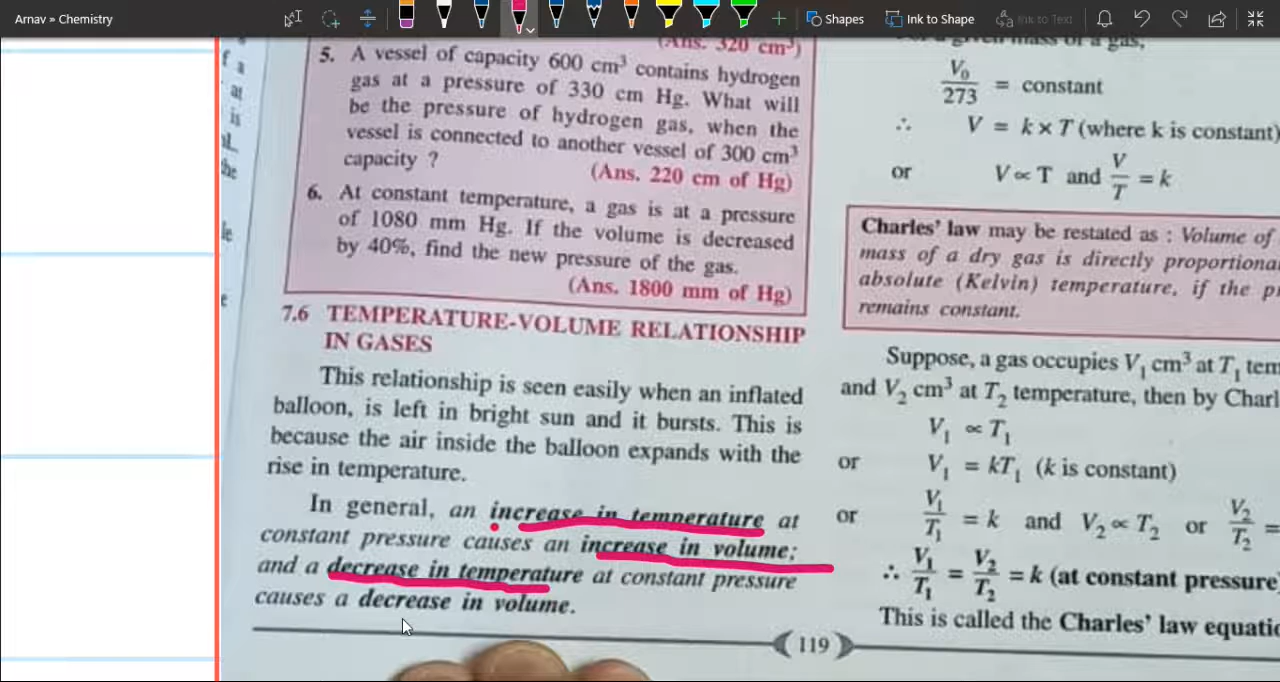 Arnav » Chemistry
Shapes
Ink to Shape
Ink to Text
(Ans. 320 cm³)
5. A vessel of capacity 600 cm³ contains hydrogen
gas at a pressure of 330 cm Hg. What will
be the pressure of hydrogen gas, when the
vessel is connected to another vessel of 300 cm³
capacity ?
(Ans. 220 cm of Hg)
6. At constant temperature, a gas is at a pressure
of 1080 mm Hg. If the volume is decreased
by 40%, find the new pressure of the gas.
(Ans. 1800 mm of Hg)
7.6 TEMPERATURE-VOLUME RELATIONSHIP
IN GASES
This relationship is seen easily when an inflated
balloon, is left in bright sun and it bursts. This is
because the air inside the balloon expands with the
rise in temperature.
In general, an increase in temperature at
constant pressure causes an increase in volume;
and a decrease in temperature at constant pressure
causes a decrease in volume.
given mass of a gas,
V₀/273 = constant
∴ V = k × T (where k is constant)
or V ∝ T and V/T = k
Charles' law may be restated as : Volume of
mass of a dry gas is directly
absolute (Kelvin) temperature, if the
remains constant.
Suppose, a gas occupies V₁ cm³ at T₁
and V₂ cm³ at T₂ temperature, then by
V₁ ∝ T₁
or V₁ = kT₁ (k is constant)
or V₁/T₁ = k and V₂ ∝ T₂ or V₂/T₂ =
∴ V₁/T₁ = V₂/T₂ = k (at constant pressure)
This is called the Charles' law
119